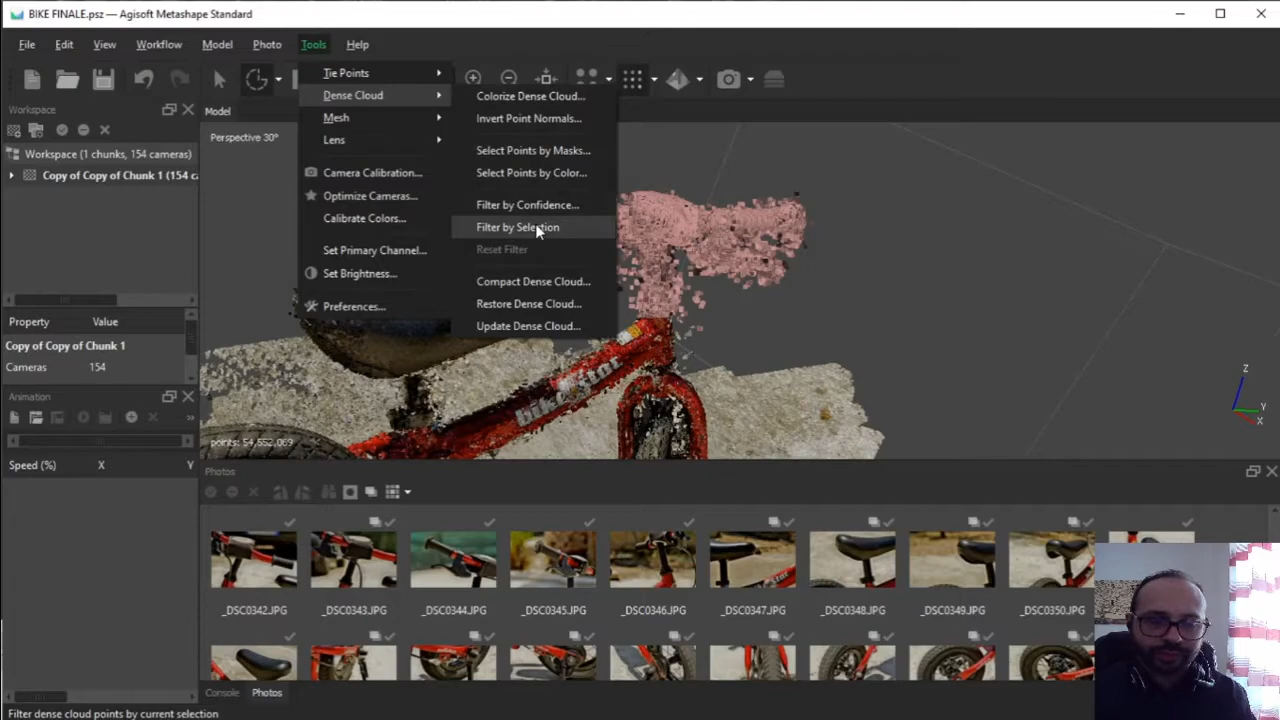 BIKE FINALE.psz — Agisoft Metashape Standard
File Edit View Workflow Model Photo Tools Help
Workspace
Workspace (1 chunks, 154 cameras)
Copy of Copy of Chunk 1 (154 c
Property Value
Copy of Copy of Chunk 1
Cameras 154
Animation
Speed (%) X Y
Tie Points
Dense Cloud
Mesh
Lens
Camera Calibration...
Optimize Cameras...
Calibrate Colors...
Set Primary Channel...
Set Brightness...
Preferences...
Colorize Dense Cloud...
Invert Point Normals...
Select Points by Masks...
Select Points by Color...
Filter by Confidence...
Filter by Selection
Reset Filter
Compact Dense Cloud...
Restore Dense Cloud...
Update Dense Cloud...
Model
Perspective 30°
bike star
points: 54,552,069
Z
Y
X
Photos
_DSC0342.JPG _DSC0343.JPG _DSC0344.JPG _DSC0345.JPG _DSC0346.JPG _DSC0347.JPG _DSC0348.JPG _DSC0349.JPG _DSC0350.JPG
Console Photos
Filter dense cloud points by current selection